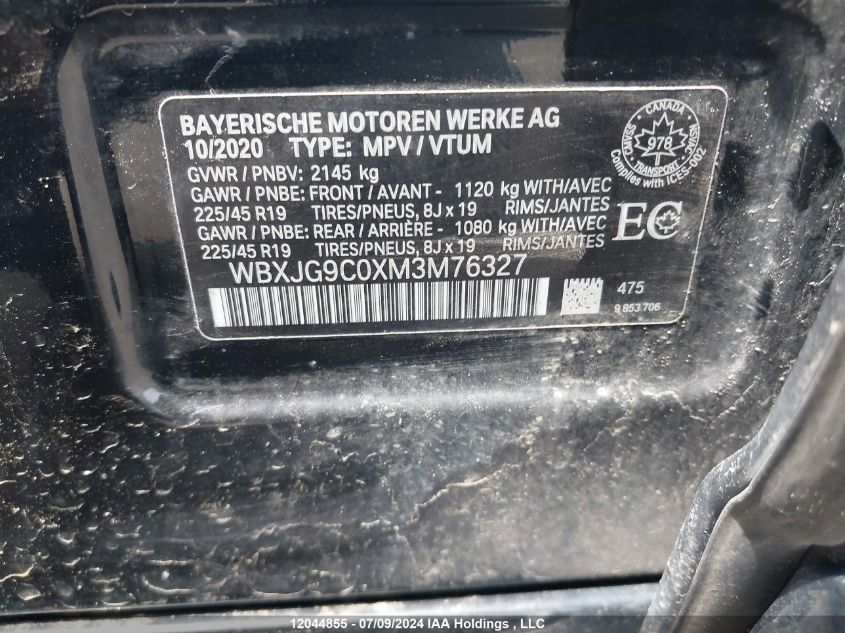 BAYERISCHE MOTOREN WERKE AG
10/2020 TYPE: MPV / VTUM
GVWR / PNBV: 2145 kg
GAWR / PNBE: FRONT / AVANT - 1120 kg WITH/AVEC
225/45 R19 TIRES/PNEUS, 8J x 19 RIMS/JANTES
GAWR / PNBE: REAR / ARRIÈRE - 1080 kg WITH/AVEC
225/45 R19 TIRES/PNEUS, 8J x 19 RIMS/JANTES
WBXJG9C0XM3M76327
CANADA
CMVSS NSVAC
978
TRANSPORT
Complies with ICES-002
EC
475
9 853 706
12044855 - 07/09/2024 IAA Holdings, LLC